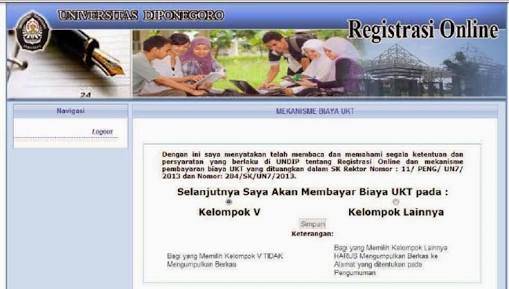 UNIVERSITAS DIPONEGORO
Registrasi Online
24
Navigasi
Logout
MEKANISME BIAYA UKT
Dengan ini saya menyatakan telah membaca dan memahami segala ketentuan dan
persyaratan yang berlaku di UNDIP tentang Registrasi Online dan mekanisme
pembayaran biaya UKT yang dituangkan dalam SK Rektor Nomor : 11/ PENG/ UN7/
2013 dan Nomor: 204/SK/UN7/2013.
Selanjutnya Saya Akan Membayar Biaya UKT pada :
Kelompok V
Kelompok Lainnya
Simpan
Keterangan:
Bagi yang Memilih Kelompok V TIDAK
Mengumpulkan Berkas
Bagi yang Memilih Kelompok Lainnya
HARUS Mengumpulkan Berkas ke
Alamat yang ditentukan pada
Pengumuman